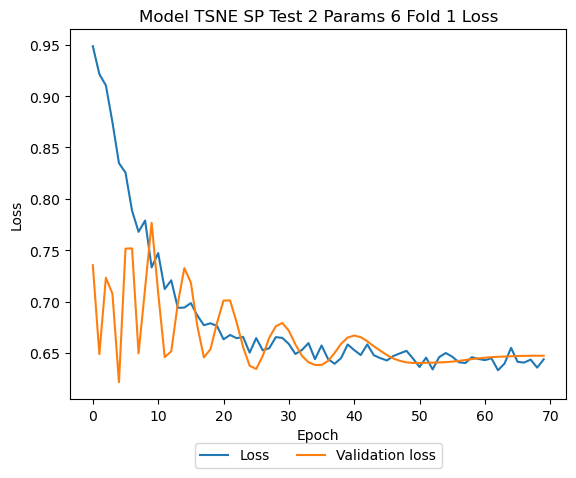 Model TSNE SP Test 2 Params 6 Fold 1 Loss
0.95
0.90
0.85
0.80
0.75
0.70
0.65
Loss
0 10 20 30 40 50 60 70
Epoch
Loss Validation loss